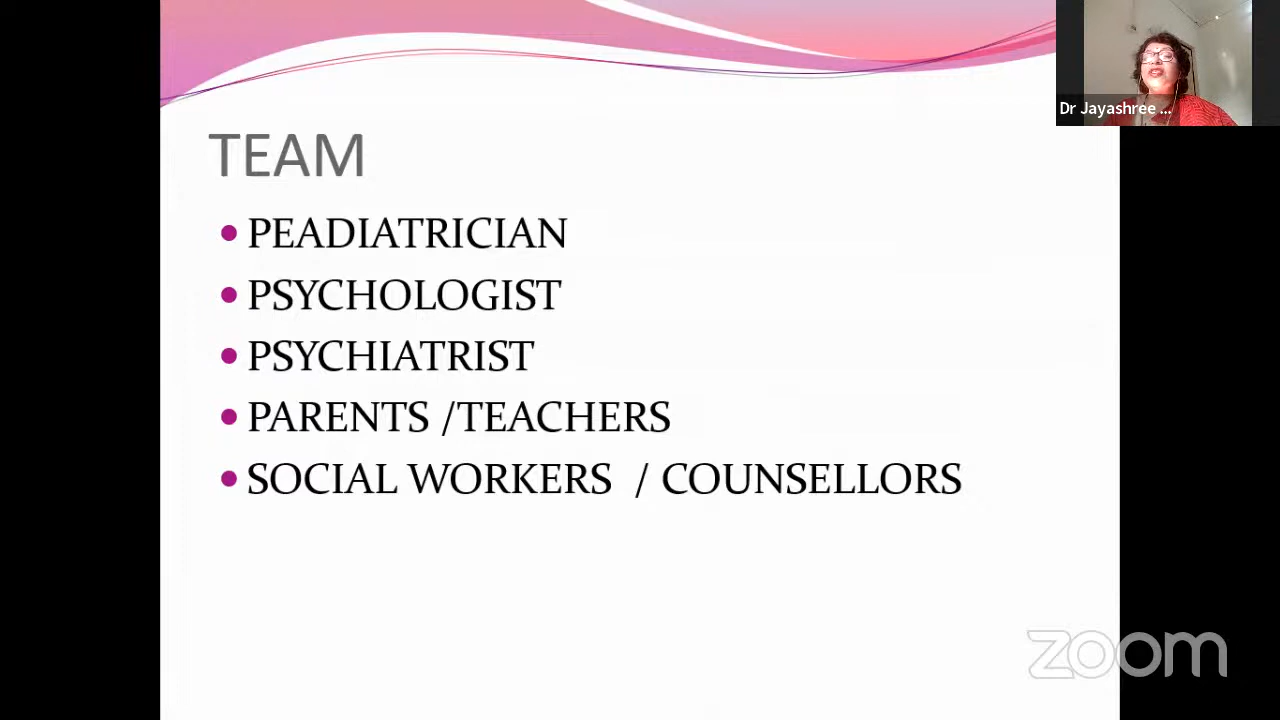 Dr Jayashree ...
TEAM
• PEADIATRICIAN
• PSYCHOLOGIST
• PSYCHIATRIST
• PARENTS /TEACHERS
• SOCIAL WORKERS / COUNSELLORS
zoom